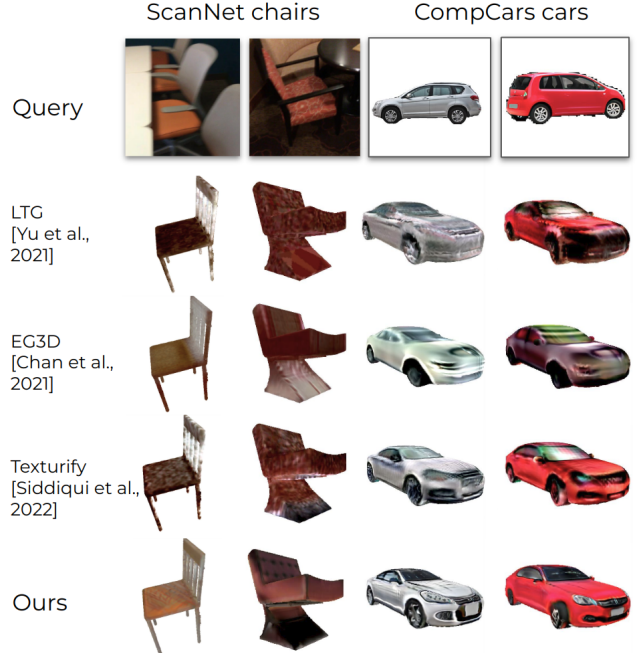 ScanNet chairs
CompCars cars
Query
LTG
[Yu et al.,
2021]
EG3D
[Chan et al.,
2021]
Texturify
[Siddiqui et al.,
2022]
Ours